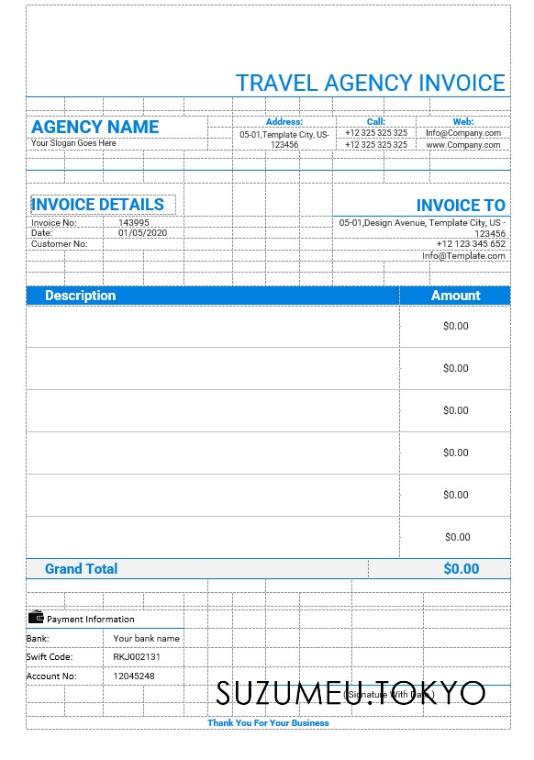 TRAVEL AGENCY INVOICE
AGENCY NAME
Your Slogan Goes Here
Address:
05-01,Template City, US-
123456
Call:
+12 325 325 325
+12 325 325 325
Web:
Info@Company.com
www.Company.com
INVOICE DETAILS
Invoice No: 143995
Date: 01/05/2020
Customer No:
INVOICE TO
05-01,Design Avenue, Template City, US -
123456
+12 123 345 652
Info@Template.com
Description Amount
$0.00
$0.00
$0.00
$0.00
$0.00
$0.00
Grand Total $0.00
Payment Information
Bank: Your bank name
Swift Code: RKJ002131
Account No: 12045248
(Signature With Date)
SUZUMEU.TOKYO
Thank You For Your Business